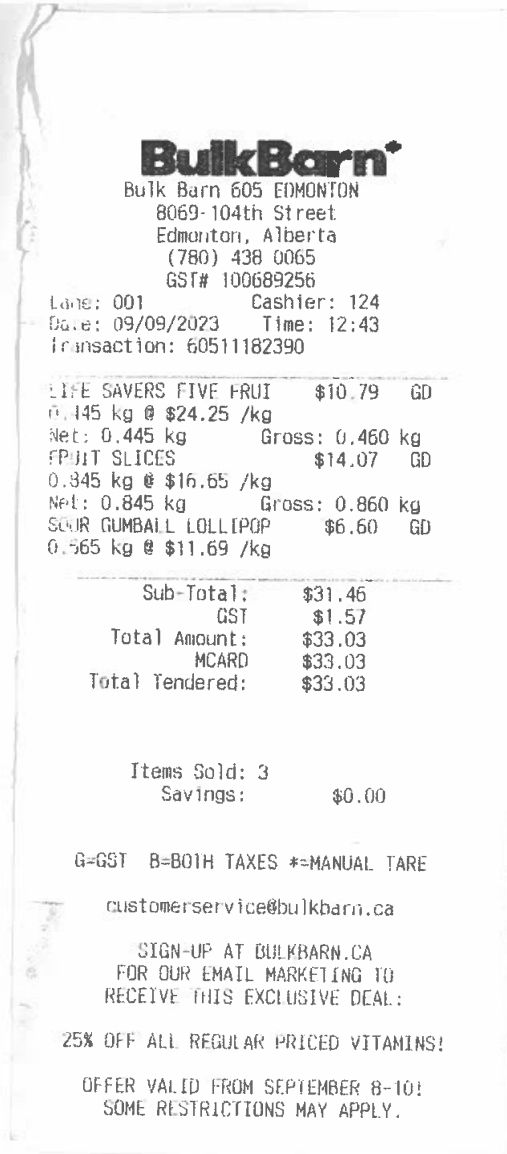 BulkBarn
Bulk Barn 605 EDMONTON
8069-104th Street
Edmonton, Alberta
(780) 438 0065
GST# 100689256
Lane: 001 Cashier: 124
Date: 09/09/2023 Time: 12:43
Transaction: 60511182390
LIFE SAVERS FIVE FRUI $10.79 GD
0.445 kg @ $24.25 /kg
Net: 0.445 kg Gross: 0.460 kg
FRUIT SLICES $14.07 GD
0.845 kg @ $16.65 /kg
Net: 0.845 kg Gross: 0.860 kg
SOUR GUMBALL LOLLIPOP $6.60 GD
0.565 kg @ $11.69 /kg
Sub-Total: $31.46
GST $1.57
Total Amount: $33.03
MCARD $33.03
Total Tendered: $33.03
Items Sold: 3
Savings: $0.00
G=GST B=BOTH TAXES *=MANUAL TARE
customerservice@bulkbarn.ca
SIGN-UP AT BULKBARN.CA
FOR OUR EMAIL MARKETING TO
RECEIVE THIS EXCLUSIVE DEAL:
25% OFF ALL REGULAR PRICED VITAMINS!
OFFER VALID FROM SEPTEMBER 8-10!
SOME RESTRICTIONS MAY APPLY.